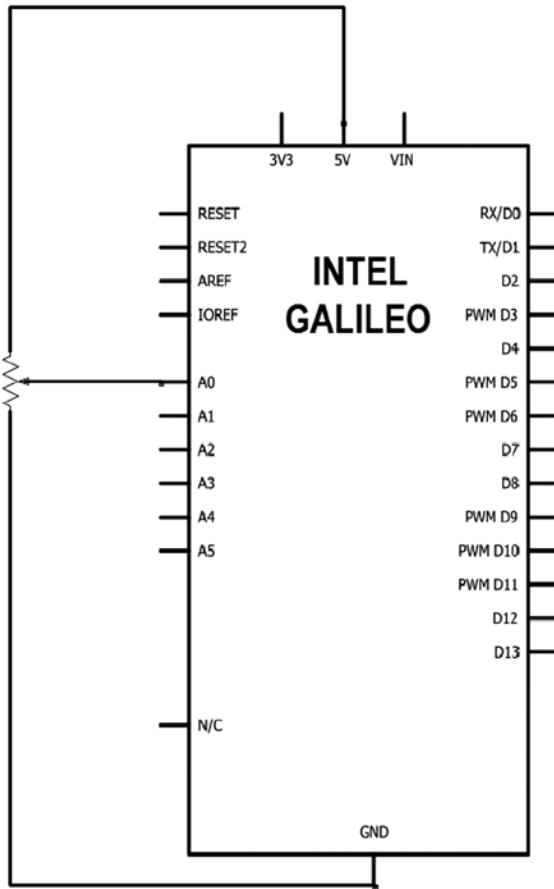 3V3 5V VIN
RESET
RESET2
AREF
IOREF
A0
A1
A2
A3
A4
A5
N/C
INTEL
GALILEO
RX/D0
TX/D1
D2
PWM D3
D4
PWM D5
PWM D6
D7
D8
PWM D9
PWM D10
PWM D11
D12
D13
GND